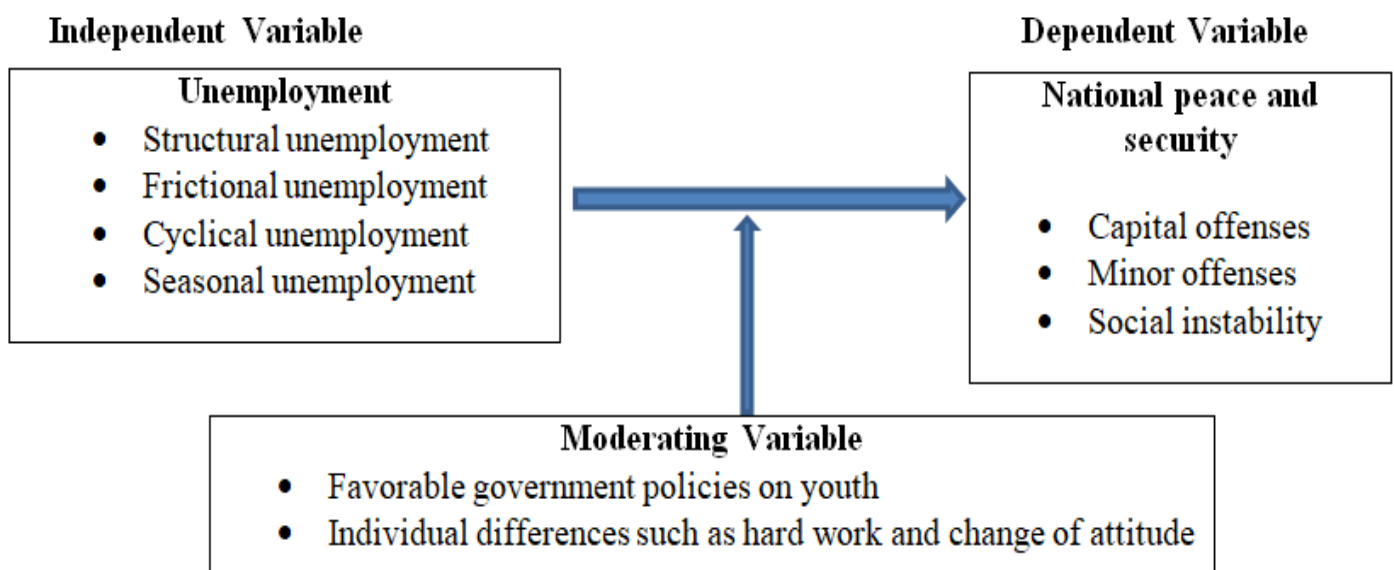 Independent Variable
Unemployment
• Structural unemployment
• Frictional unemployment
• Cyclical unemployment
• Seasonal unemployment
Dependent Variable
National peace and
security
• Capital offenses
• Minor offenses
• Social instability
Moderating Variable
• Favorable government policies on youth
• Individual differences such as hard work and change of attitude